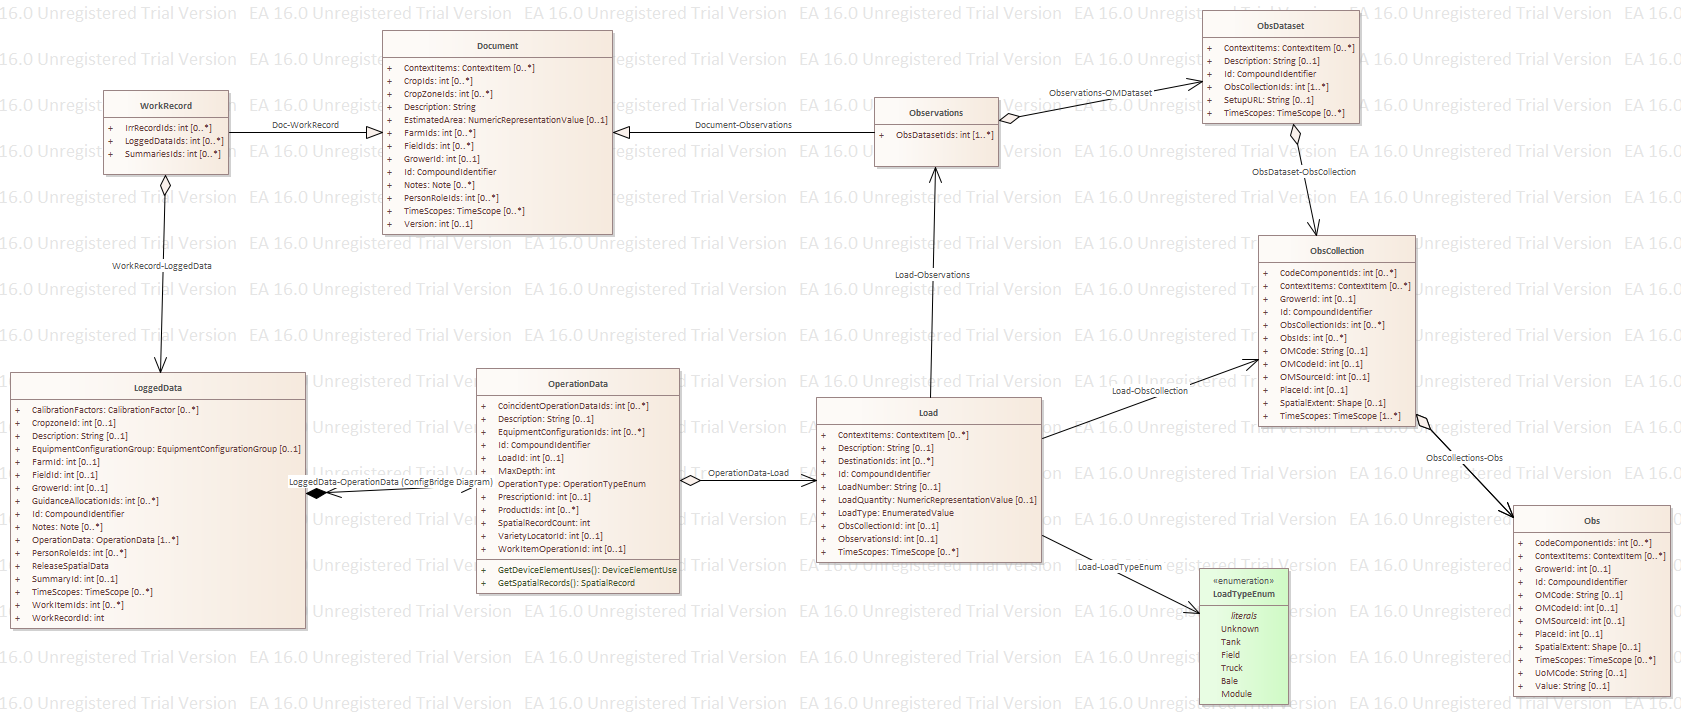 EA 16.0 Unregistered Trial Version
Document
+ ContextItems: ContextItem [0..*]
+ CropIds: int [0..*]
+ CropZoneIds: int [0..*]
+ Description: String
+ EstimatedArea: NumericRepresentationValue [0..1]
+ FarmIds: int [0..*]
+ FieldIds: int [0..*]
+ GrowerId: int [0..1]
+ Id: CompoundIdentifier
+ Notes: Note [0..*]
+ PersonRoleIds: int [0..*]
+ TimeScopes: TimeScope [0..*]
+ Version: int [0..1]
WorkRecord
+ IrrRecordIds: int [0..*]
+ LoggedDataIds: int [0..*]
+ SummariesIds: int [0..*]
Doc-WorkRecord
Document-Observations
Observations
+ ObsDatasetIds: int [1..*]
Observations-OMDataset
ObsDataset
+ ContextItems: ContextItem [0..*]
+ Description: String [0..1]
+ Id: CompoundIdentifier
+ ObsCollectionIds: int [1..*]
+ SetupURL: String [0..1]
+ TimeScopes: TimeScope [0..*]
ObsDataset-ObsCollection
WorkRecord-LoggedData
Load-Observations
ObsCollection
+ CodeComponentIds: int [0..*]
+ ContextItems: ContextItem [0..*]
+ GrowerId: int [0..1]
+ Id: CompoundIdentifier
+ ObsCollectionIds: int [0..*]
+ ObsIds: int [0..*]
+ OMCode: String [0..1]
+ OMCodeId: int [0..1]
+ OMSourceId: int [0..1]
+ PlaceId: int [0..1]
+ SpatialExtent: Shape [0..1]
+ TimeScopes: TimeScope [1..*]
LoggedData
+ CalibrationFactors: CalibrationFactor [0..*]
+ CropzoneId: int [0..1]
+ Description: String [0..1]
+ EquipmentConfigurationGroup: EquipmentConfigurationGroup [0..1]
+ FarmId: int [0..1]
+ FieldId: int [0..1]
+ GrowerId: int [0..1]
+ GuidanceAllocationIds: int [0..*]
+ Id: CompoundIdentifier
+ Notes: Note [0..*]
+ OperationData: OperationData [1..*]
+ PersonRoleIds: int [0..*]
+ ReleaseSpatialData
+ SummaryId: int [0..1]
+ TimeScopes: TimeScope [0..*]
+ WorkItemIds: int [0..*]
+ WorkRecordId: int
LoggedData-OperationData (ConfigBridge Diagram)
OperationData
+ CoincidentOperationDataIds: int [0..*]
+ Description: String [0..1]
+ EquipmentConfigurationIds: int [0..*]
+ Id: CompoundIdentifier
+ LoadId: int [0..1]
+ MaxDepth: int
+ OperationType: OperationTypeEnum
+ PrescriptionId: int [0..1]
+ ProductIds: int [0..*]
+ SpatialRecordCount: int
+ VarietyLocatorId: int [0..1]
+ WorkItemOperationId: int [0..1]
+ GetDeviceElementUses(): DeviceElementUse
+ GetSpatialRecords(): SpatialRecord
OperationData-Load
Load
+ ContextItems: ContextItem [0..*]
+ Description: String [0..1]
+ DestinationIds: int [0..*]
+ Id: CompoundIdentifier
+ LoadNumber: String [0..1]
+ LoadQuantity: NumericRepresentationValue [0..1]
+ LoadType: EnumeratedValue
+ ObsCollectionId: int [0..1]
+ ObservationsId: int [0..1]
+ TimeScopes: TimeScope [0..*]
Load-ObsCollection
Load-LoadTypeEnum
ObsCollections-Obs
«enumeration»
LoadTypeEnum
literals
Unknown
Tank
Field
Truck
Bale
Module
Obs
+ CodeComponentIds: int [0..*]
+ ContextItems: ContextItem [0..*]
+ GrowerId: int [0..1]
+ Id: CompoundIdentifier
+ OMCode: String [0..1]
+ OMCodeId: int [0..1]
+ OMSourceId: int [0..1]
+ PlaceId: int [0..1]
+ SpatialExtent: Shape [0..1]
+ TimeScopes: TimeScope [0..*]
+ UoMCode: String [0..1]
+ Value: String [0..1]